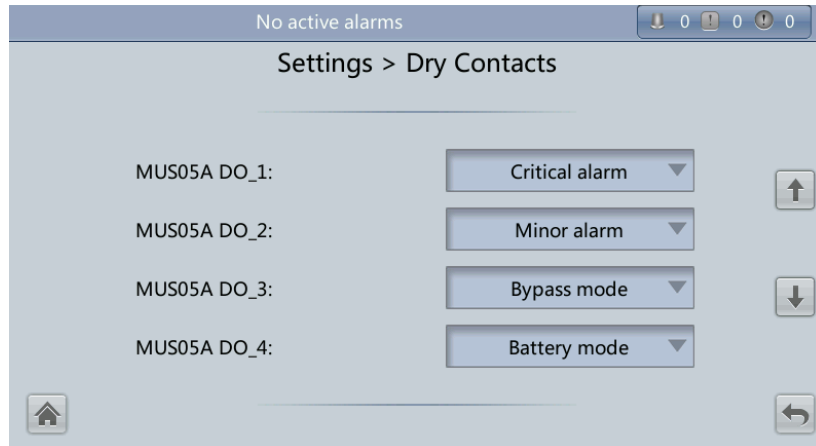 No active alarms 0 0 0
Settings > Dry Contacts
MUS05A DO_1: Critical alarm
MUS05A DO_2: Minor alarm
MUS05A DO_3: Bypass mode
MUS05A DO_4: Battery mode